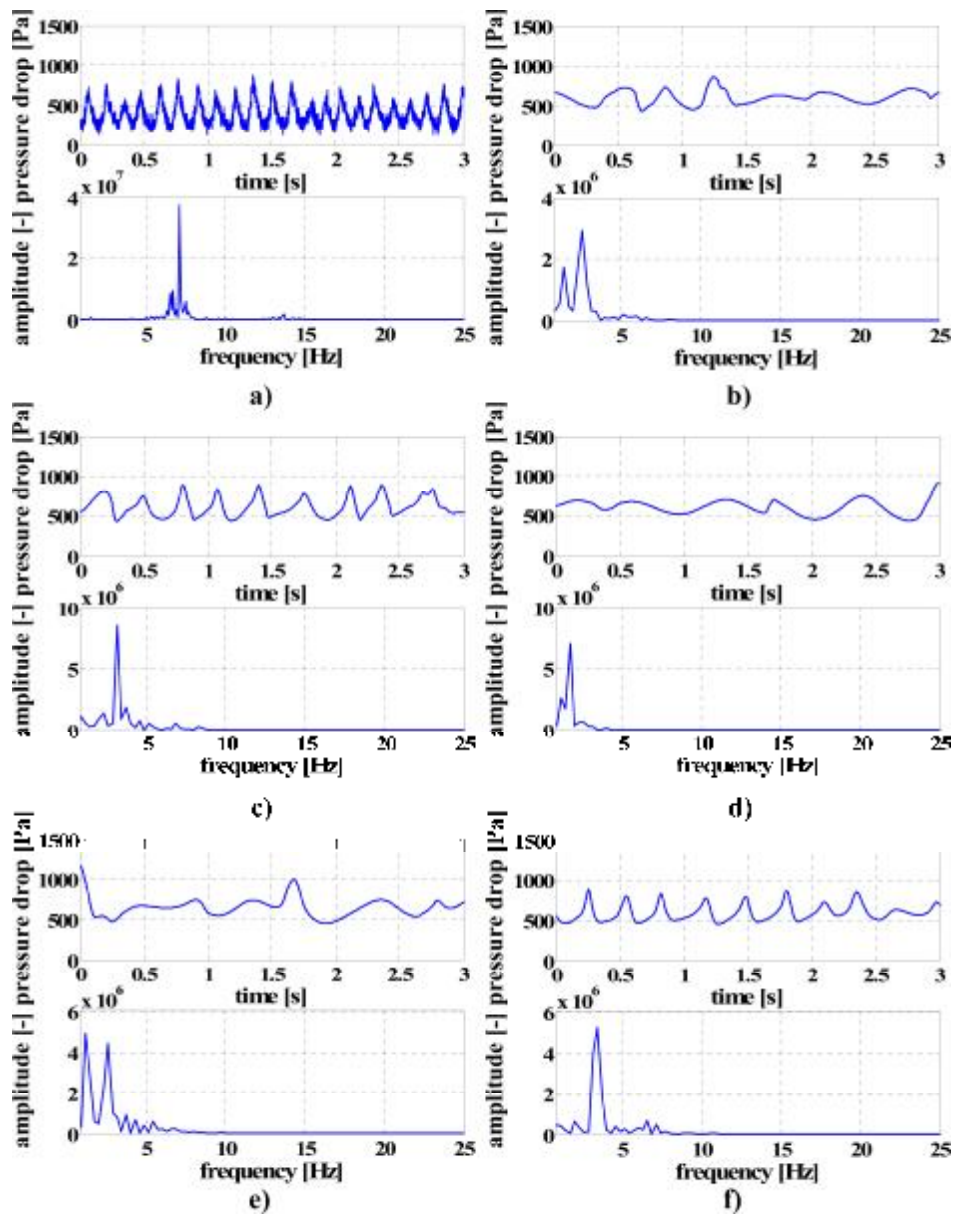 amplitude [-] pressure drop [Pa]
1500
1000
500
0
0 0.5 1 1.5 2 2.5 3
time [s]
x 10^7
4
2
0
5 10 15 20 25
frequency [Hz]
a)
amplitude [-] pressure drop [Pa]
1500
1000
500
0
0 0.5 1 1.5 2 2.5 3
time [s]
x 10^6
4
2
0
5 10 15 20 25
frequency [Hz]
b)
amplitude [-] pressure drop [Pa]
1500
1000
500
0
0 0.5 1 1.5 2 2.5 3
time [s]
x 10^6
10
5
0
5 10 15 20 25
frequency [Hz]
c)
amplitude [-] pressure drop [Pa]
1500
1000
500
0
0 0.5 1 1.5 2 2.5 3
time [s]
x 10^6
10
5
0
5 10 15 20 25
frequency [Hz]
d)
amplitude [-] pressure drop [Pa]
1500
1000
500
0
0 0.5 1 1.5 2 2.5 3
time [s]
x 10^6
6
4
2
0
5 10 15 20 25
frequency [Hz]
e)
amplitude [-] pressure drop [Pa]
1500
1000
500
0
0 0.5 1 1.5 2 2.5 3
time [s]
x 10^6
6
4
2
0
5 10 15 20 25
frequency [Hz]
f)